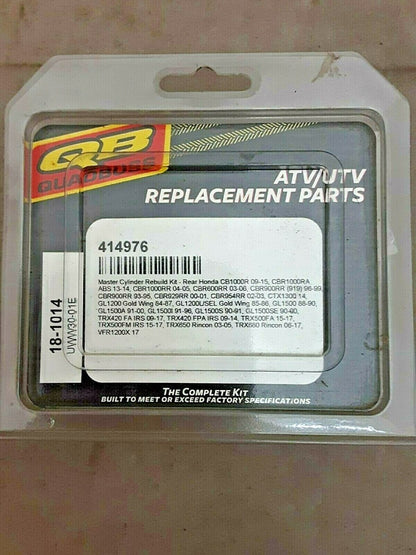 QB
QUADBOSS
ATV/UTV
REPLACEMENT PARTS
414976
Master Cylinder Rebuild Kit - Rear Honda CB1000R 09-15, CBR1000RA
ABS 13-14, CBR1000RR 04-05, CBR600RR 03-06, CBR900RR (919) 96-99,
CBR900RR 93-95, CBR929RR 00-01, CBR954RR 02-03, CTX1300 14,
GL1200 Gold Wing 84-87, GL1200I/SEL Gold Wing 85-86, GL1500 88-90,
GL1500A 91-00, GL1500I 91-96, GL1500S 90-91, GL1500SE 90-00,
TRX420 FA IRS 09-17, TRX420 FPA IRS 09-14, TRX500FA 15-17,
TRX500FM IRS 15-17, TRX650 Rincon 03-05, TRX680 Rincon 06-17,
VFR1200X 17
18-1014
UWW30-01E
THE COMPLETE KIT
BUILT TO MEET OR EXCEED FACTORY SPECIFICATIONS